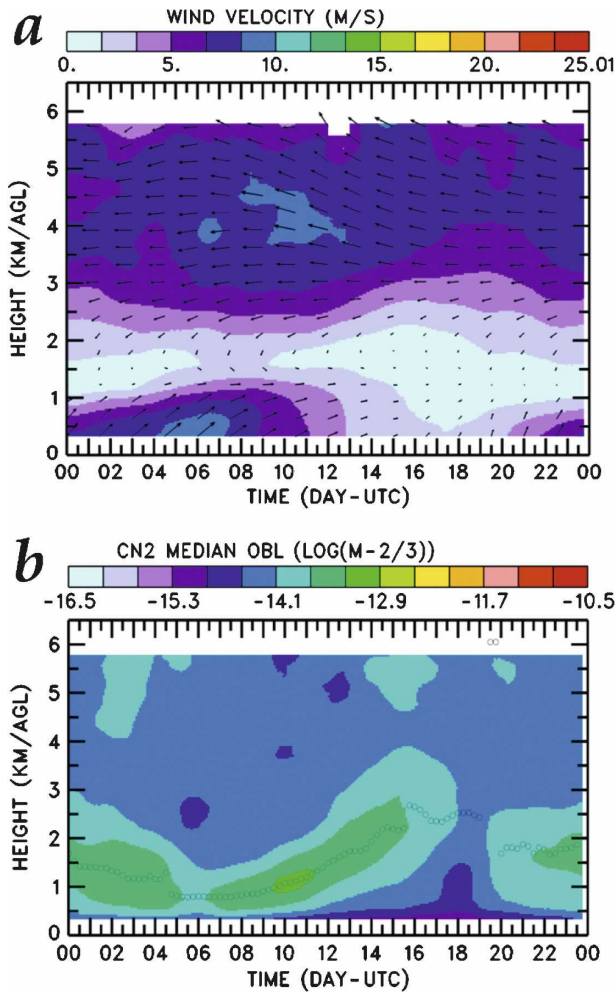 a
WIND VELOCITY (M/S)
0. 5. 10. 15. 20. 25.01
HEIGHT (KM/AGL)
6
5
4
3
2
1
0
00 02 04 06 08 10 12 14 16 18 20 22 00
TIME (DAY-UTC)
b
CN2 MEDIAN OBL (LOG(M-2/3))
-16.5 -15.5 -14.1 -12.9 -11.7 -10.5
HEIGHT (KM/AGL)
6
5
4
3
2
1
0
00 02 04 06 08 10 12 14 16 18 20 22 00
TIME (DAY-UTC)